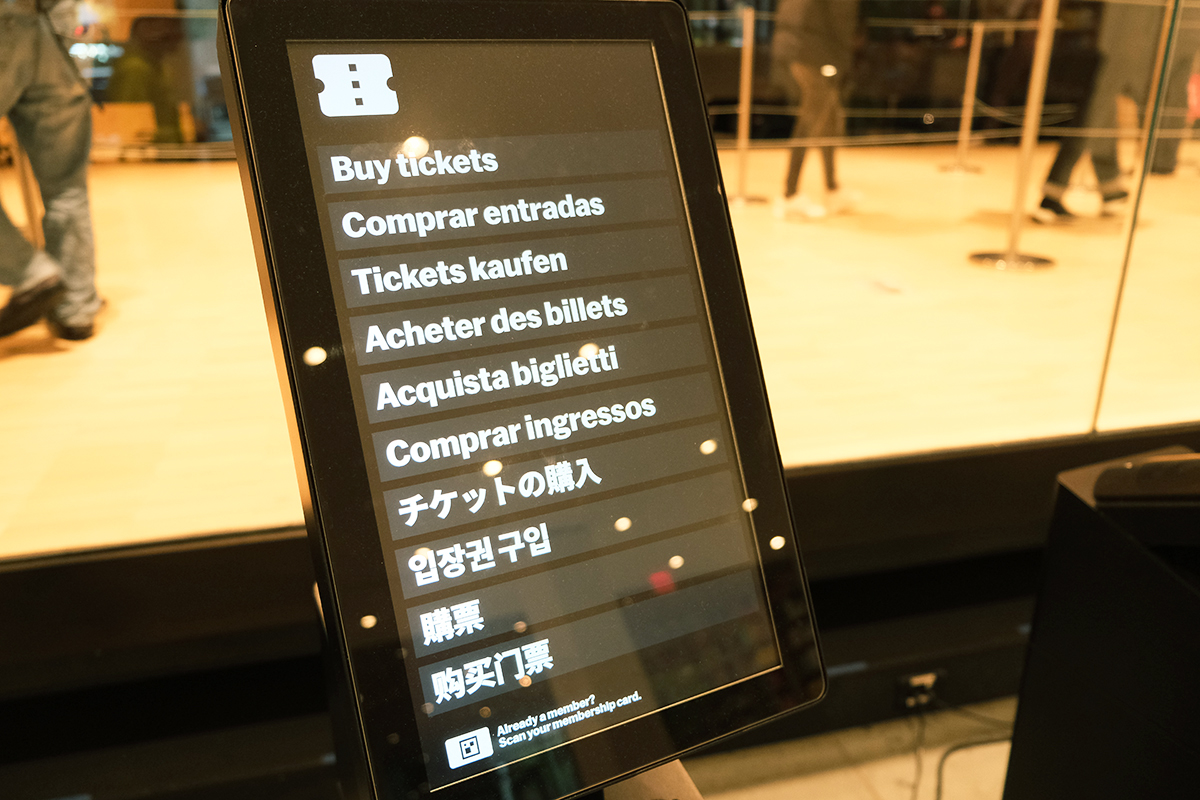 Buy tickets
Comprar entradas
Tickets kaufen
Acheter des billets
Acquista biglietti
Comprar ingressos
チケットの購入
입장권 구입
購票
购买门票
Already a member?
Scan your membership card.